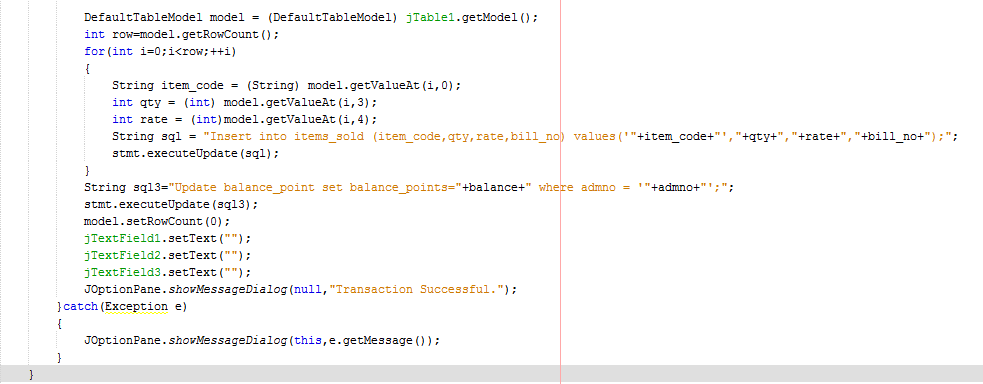 DefaultTableModel model = (DefaultTableModel) jTable1.getModel();
int row=model.getRowCount();
for(int i=0;i<row;++i)
{
String item_code = (String) model.getValueAt(i,0);
int qty = (int) model.getValueAt(i,3);
int rate = (int)model.getValueAt(i,4);
String sql = "Insert into items_sold (item_code,qty,rate,bill_no) values('"+item_code+"',"+qty+","+rate+","+bill_no+");";
stmt.executeUpdate(sql);
}
String sql3="Update balance_point set balance_points="+balance+" where admno = '"+admno+"';";
stmt.executeUpdate(sql3);
model.setRowCount(0);
jTextField1.setText("");
jTextField2.setText("");
jTextField3.setText("");
JOptionPane.showMessageDialog(null,"Transaction Successful.");
}catch(Exception e)
{
JOptionPane.showMessageDialog(this,e.getMessage());
}
}